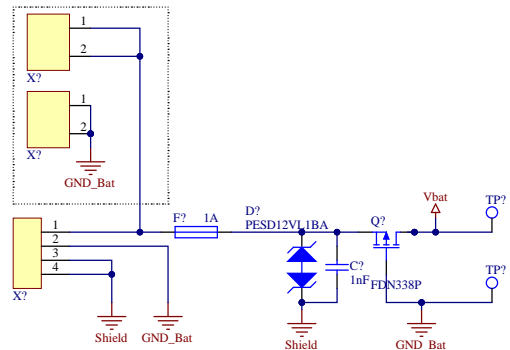 1
2
X?
1
2
X?
GND_Bat
1
2
3
4
X?
Shield
GND_Bat
F? 1A
D?
PESD12VL1BA
C?
1nF
Shield
Q?
FDN338P
Vbat
TP?
TP?
GND_Bat